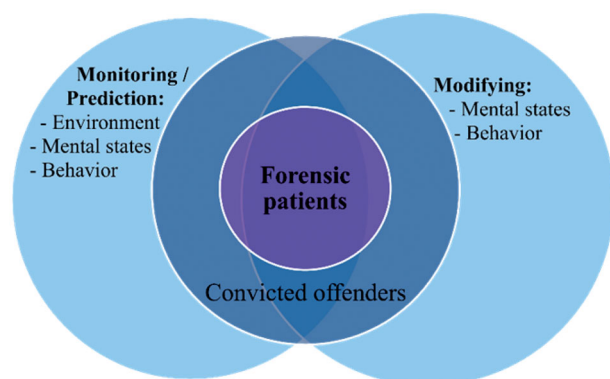 Monitoring /
Prediction:
- Environment
- Mental states
- Behavior
Modifying:
- Mental states
- Behavior
Forensic
patients
Convicted offenders